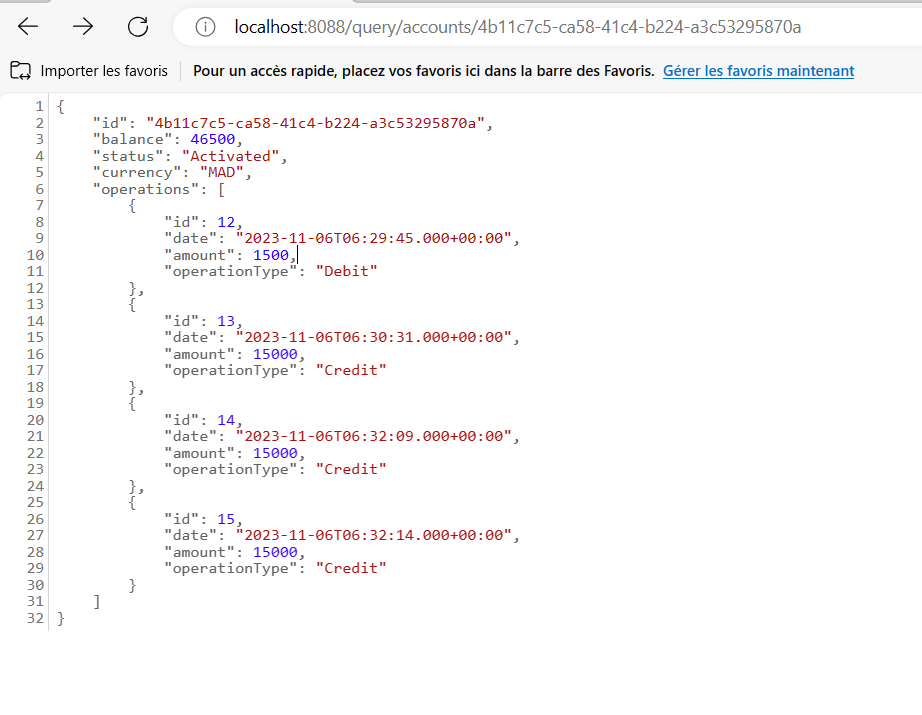 localhost:8088/query/accounts/4b11c7c5-ca58-41c4-b224-a3c53295870a
Importer les favoris Pour un accès rapide, placez vos favoris ici dans la barre des Favoris. Gérer les favoris maintenant
1 {
2 "id": "4b11c7c5-ca58-41c4-b224-a3c53295870a",
3 "balance": 46500,
4 "status": "Activated",
5 "currency": "MAD",
6 "operations": [
7 {
8 "id": 12,
9 "date": "2023-11-06T06:29:45.000+00:00",
10 "amount": 1500,
11 "operationType": "Debit"
12 },
13 {
14 "id": 13,
15 "date": "2023-11-06T06:30:31.000+00:00",
16 "amount": 15000,
17 "operationType": "Credit"
18 },
19 {
20 "id": 14,
21 "date": "2023-11-06T06:32:09.000+00:00",
22 "amount": 15000,
23 "operationType": "Credit"
24 },
25 {
26 "id": 15,
27 "date": "2023-11-06T06:32:14.000+00:00",
28 "amount": 15000,
29 "operationType": "Credit"
30 }
31 ]
32 }